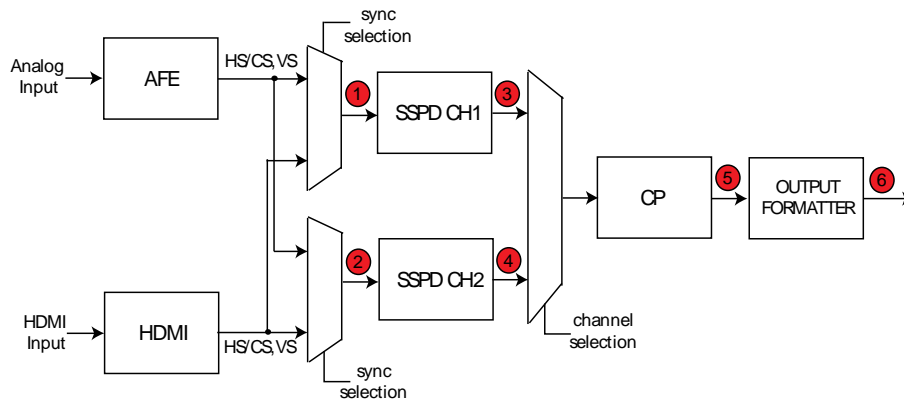 sync
selection
Analog
Input
AFE
HS/CS, VS
1
SSPD CH1
3
CP
5
OUTPUT
FORMATTER
6
2
SSPD CH2
4
HDMI
Input
HDMI
HS/CS, VS
channel
selection
sync
selection